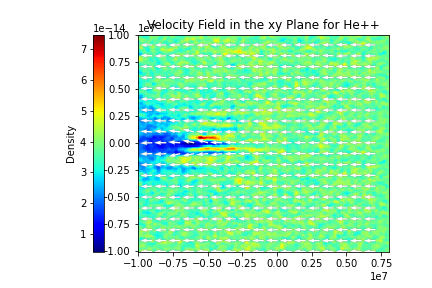 Velocity Field in the xy Plane for He++
1e−14
1e7
7
6
5
4
3
2
1
Density
1.00
0.75
0.50
0.25
0.00
-0.25
-0.50
-0.75
-1.00
−1.00 −0.75 −0.50 −0.25 0.00 0.25 0.50 0.75
1e7